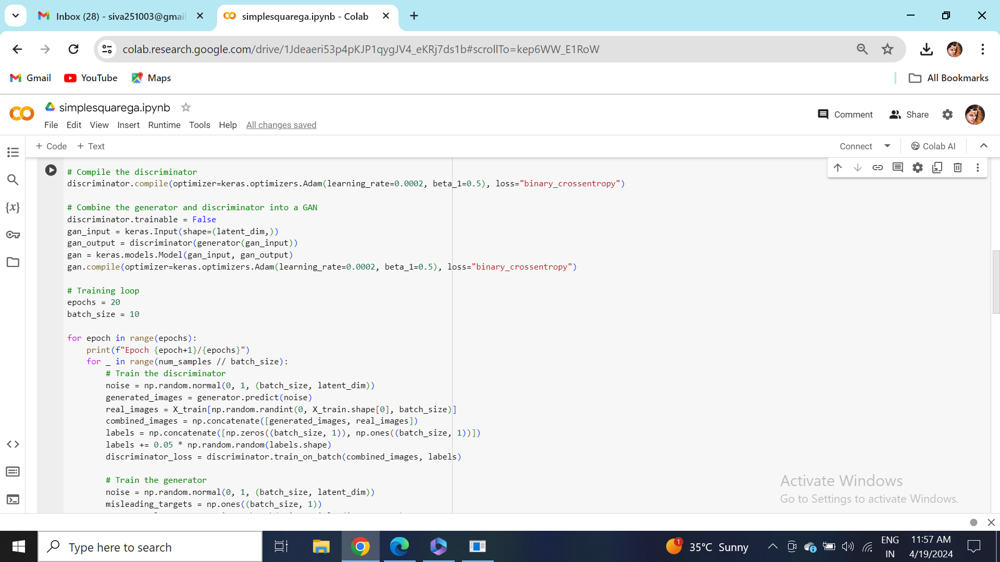 Inbox (28) - siva251003@gmai
simplesquarega.ipynb - Colab
colab.research.google.com/drive/1Jdeaeri53p4pKJP1qygJV4_eKRj7ds1b#scrollTo=kep6WW_E1RoW
Gmail
YouTube
Maps
All Bookmarks
simplesquarega.ipynb
Comment
Share
File Edit View Insert Runtime Tools Help All changes saved
+ Code + Text
Connect
Colab AI
# Compile the discriminator
discriminator.compile(optimizer=keras.optimizers.Adam(learning_rate=0.0002, beta_1=0.5), loss="binary_crossentropy")
# Combine the generator and discriminator into a GAN
discriminator.trainable = False
gan_input = keras.Input(shape=(latent_dim,))
gan_output = discriminator(generator(gan_input))
gan = keras.models.Model(gan_input, gan_output)
gan.compile(optimizer=keras.optimizers.Adam(learning_rate=0.0002, beta_1=0.5), loss="binary_crossentropy")
# Training loop
epochs = 20
batch_size = 10
for epoch in range(epochs):
    print(f"Epoch {epoch+1}/{epochs}")
    for _ in range(num_samples // batch_size):
        # Train the discriminator
        noise = np.random.normal(0, 1, (batch_size, latent_dim))
        generated_images = generator.predict(noise)
        real_images = X_train[np.random.randint(0, X_train.shape[0], batch_size)]
        combined_images = np.concatenate([generated_images, real_images])
        labels = np.concatenate([np.zeros((batch_size, 1)), np.ones((batch_size, 1))])
        labels += 0.05 * np.random.random(labels.shape)
        discriminator_loss = discriminator.train_on_batch(combined_images, labels)
        # Train the generator
        noise = np.random.normal(0, 1, (batch_size, latent_dim))
        misleading_targets = np.ones((batch_size, 1))
{x}
Activate Windows
Go to Settings to activate Windows.
Type here to search
1
35°C Sunny
ENG
IN
11:57 AM
4/19/2024